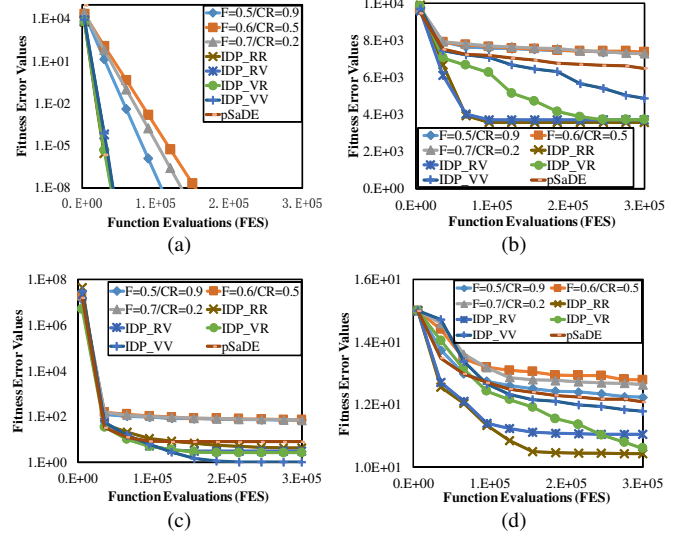 Fitness Error Values
1.E+04
1.E+01
1.E-02
1.E-05
1.E-08
F=0.5/CR=0.9
F=0.6/CR=0.5
F=0.7/CR=0.2
IDP_RR
IDP_RV
IDP_VR
IDP_VV
pSaDE
0.E+00
1.E+05
2.E+05
3.E+05
Function Evaluations (FES)
(a)
Fitness Error Values
1.E+04
8.E+03
6.E+03
4.E+03
2.E+03
0.E+00
F=0.5/CR=0.9 F=0.6/CR=0.5
F=0.7/CR=0.2 IDP_RR
IDP_RV IDP_VR
IDP_VV pSaDE
0.E+00 1.E+05 2.E+05 3.E+05
Function Evaluations (FES)
(b)
Fitness Error Values
1.E+08
1.E+06
1.E+04
1.E+02
1.E+00
F=0.5/CR=0.9 F=0.6/CR=0.5
F=0.7/CR=0.2 IDP_RR
IDP_RV IDP_VR
IDP_VV pSaDE
0.E+00 1.E+05 2.E+05 3.E+05
Function Evaluations (FES)
(c)
Fitness Error Values
1.6E+01
1.4E+01
1.2E+01
1.0E+01
F=0.5/CR=0.9 F=0.6/CR=0.5
F=0.7/CR=0.2 IDP_RR
IDP_RV IDP_VR
IDP_VV pSaDE
0.E+00 1.E+05 2.E+05 3.E+05
Function Evaluations (FES)
(d)